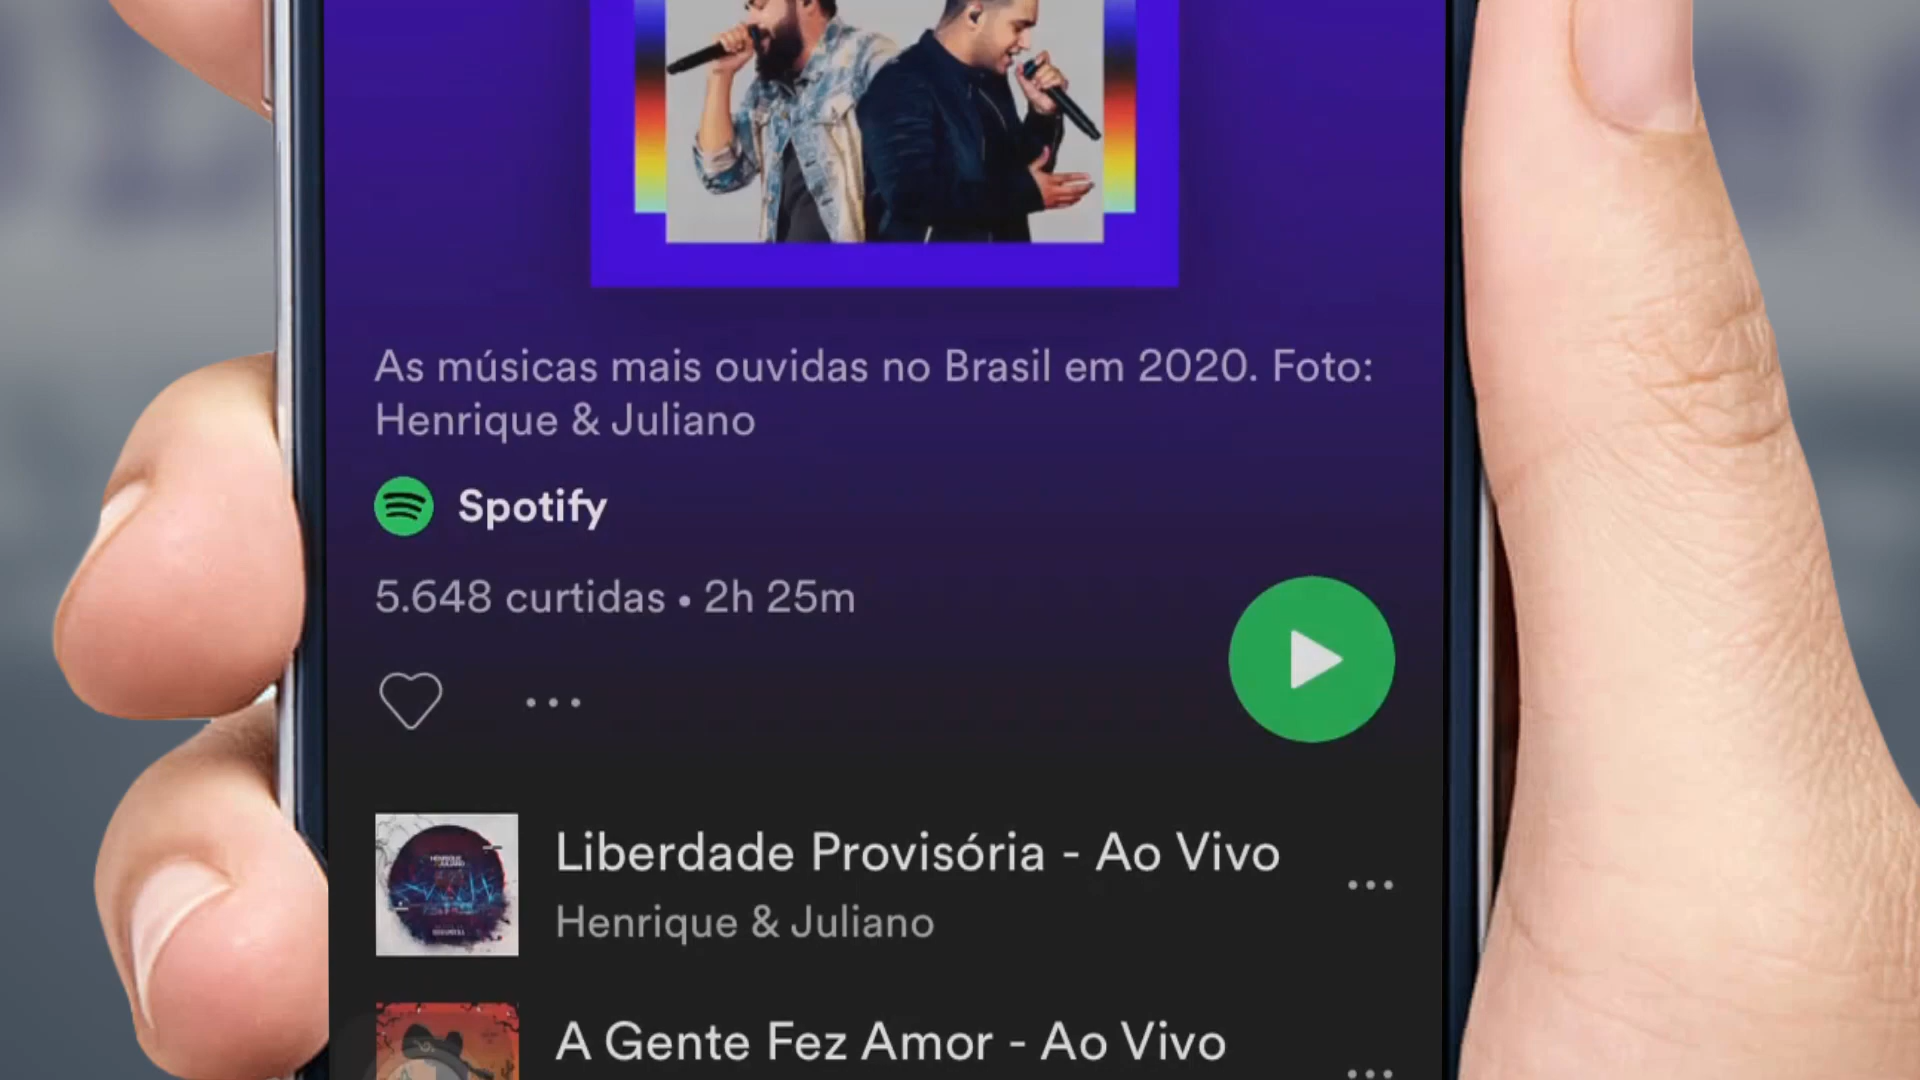 As músicas mais ouvidas no Brasil em 2020. Foto:
Henrique & Juliano
Spotify
5.648 curtidas • 2h 25m
Liberdade Provisória - Ao Vivo
Henrique & Juliano
A Gente Fez Amor - Ao Vivo